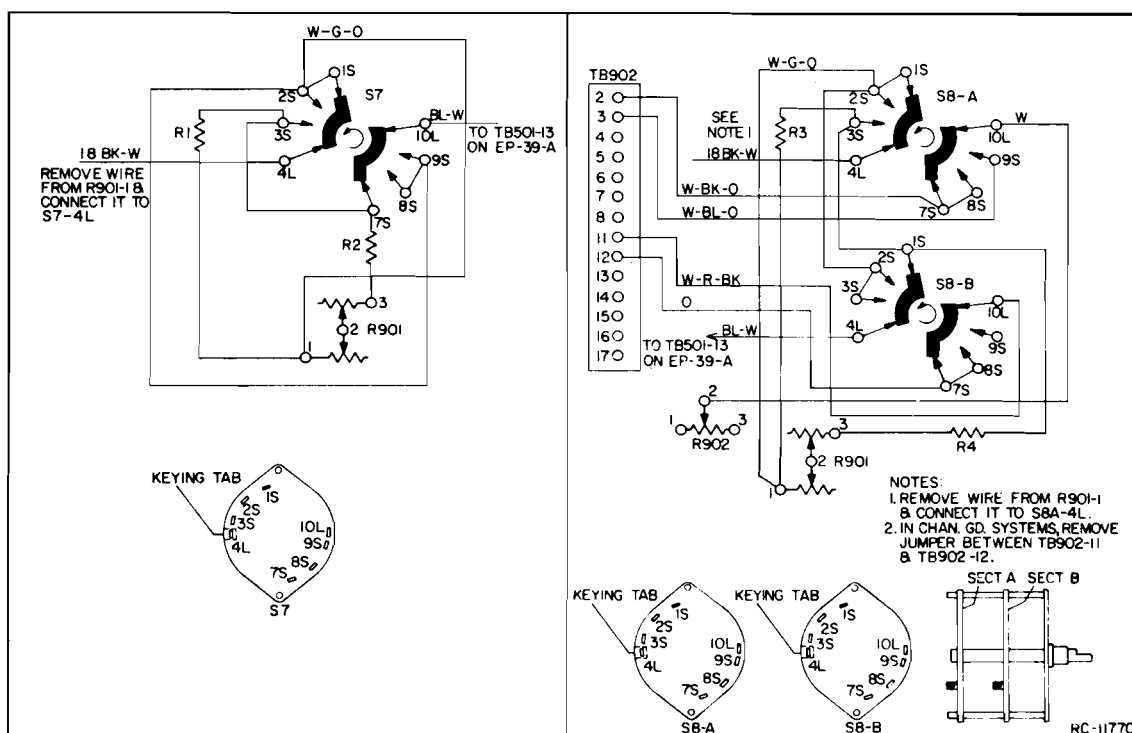 W-G-O
1S
S7
2S
BL-W
3S
10L
R1
TO TB501-13
ON EP-39-A
18 BK-W
4L
9S
8S
REMOVE WIRE
FROM R901-1 &
CONNECT IT TO
S7-4L
7S
R2
3
2 R901
1
KEYING TAB
1S
2S
3S
4L
10L
9S
8S
7S
S7
TB902
2
3
4
5
6
7
8
11
12
13
14
15
16
17
W-G-O
1S
2S
S8-A
SEE
NOTE 1
R3
3S
10L
W
18 BK-W
4L
9S
8S
W-BK-O
7S
W-BL-O
1S
2S
S8-B
W-R-BK
3S
10L
O
4L
BL-W
9S
TO TB501-13
ON EP-39-A
8S
7S
2
1
3
R902
3
R4
2 R901
1
NOTES:
1. REMOVE WIRE FROM R901-1
& CONNECT IT TO S8A-4L.
2. IN CHAN. GD. SYSTEMS, REMOVE
JUMPER BETWEEN TB902-11
& TB902-12.
KEYING TAB
1S
2S
3S
4L
10L
9S
8S
7S
S8-A
KEYING TAB
1S
2S
3S
4L
10L
9S
8S
7S
S8-B
SECT A SECT B
RC-11770